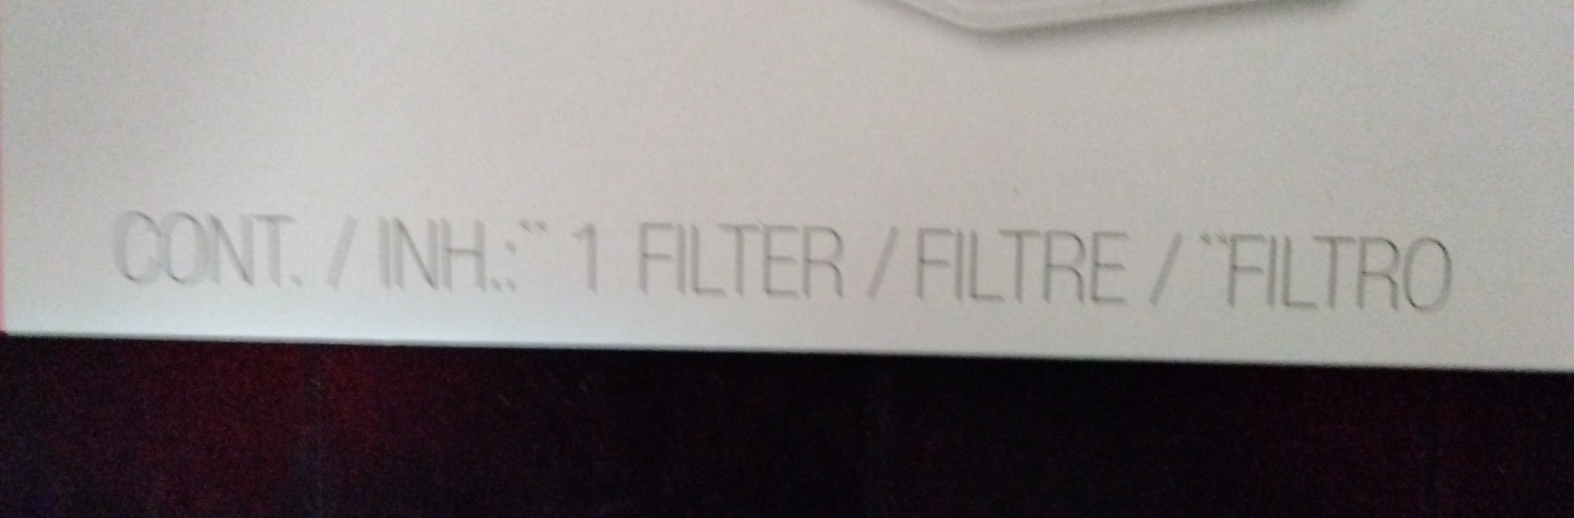 CONT. / INH.:¨ 1 FILTER / FILTRE / ¨FILTRO